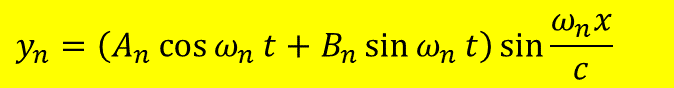 yₙ = (Aₙ cos ωₙ t + Bₙ sin ωₙ t) sin ωₙx/c